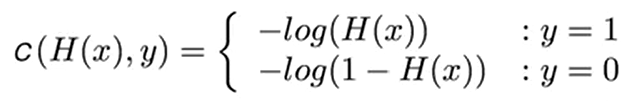 c(H(x), y) = { -log(H(x)) : y = 1
-log(1 - H(x)) : y = 0